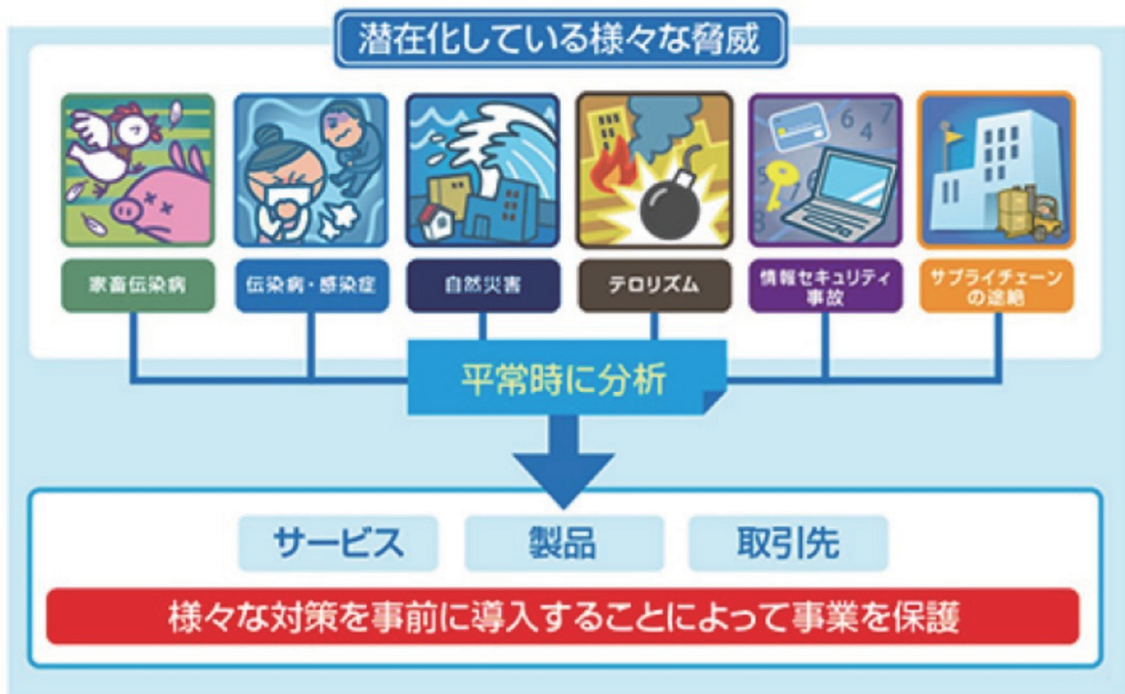 潜在化している様々な脅威
家畜伝染病
伝染病・感染症
自然災害
テロリズム
情報セキュリティ
事故
サプライチェーン
の途絶
平常時に分析
サービス
製品
取引先
様々な対策を事前に導入することによって事業を保護